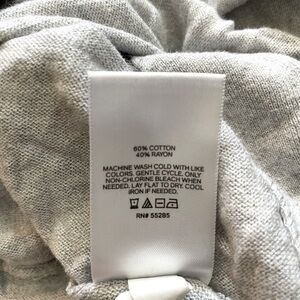 60% COTTON
40% RAYON
MACHINE WASH COLD WITH LIKE
COLORS. GENTLE CYCLE. ONLY
NON-CHLORINE BLEACH WHEN
NEEDED. LAY FLAT TO DRY. COOL
IRON IF NEEDED.
RN# 55285